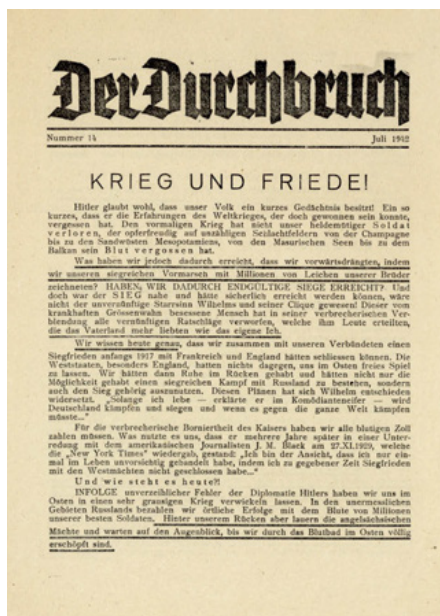 Der Durchbruch
Nummer 14 Juli 1942
KRIEG UND FRIEDE!
Hitler glaubt wohl, dass unser Volk ein kurzes Gedächtnis besitzt! Ein so
kurzes, dass er die Erfahrungen des Weltkrieges, der doch gewonnen sein konnte,
vergessen hat. Den vormaligen Krieg hat nicht unser heldenmütiger Soldat
verloren, der opferfreudig auf unzähligen Schlachtfeldern von der Champagne
bis zu den Sandwüsten Mesopotamiens, von den Masurischen Seen bis zu dem
Balkan sein Blut vergossen hat.
Was haben wir jedoch dadurch erreicht, dass wir vorwärtsdrängten, indem
wir unseren siegreichen Vormarsch mit Millionen von Leichen unserer Brüder
zeichneten? HABEN WIR DADURCH ENDGÜLTIGE SIEGE ERREICHT? Und
doch war der SIEG nahe und hätte sicherlich erreicht werden können, wäre
nicht der unvernünftige Starrsinn Wilhelms und seiner Clique gewesen! Dieser vom
krankhaften Grössenwahn besessene Mensch hat in seiner verbrecherischen Ver-
blendung alle vernünftigen Ratschläge verworfen, welche ihm Leute erteilten,
die das Vaterland mehr liebten wie das eigene Ich.
Wir wissen heute genau, dass wir zusammen mit unseren Verbündeten einen
Siegfrieden anfangs 1917 mit Frankreich und England hätten schliessen können. Die
Weststaaten, besonders England, hatten nichts dagegen, uns im Osten freies Spiel
zu lassen. Wir hätten dann Ruhe im Rücken gehabt und hätten nicht nur die
Möglichkeit gehabt einen siegreichen Kampf mit Russland zu bestehen, sondern
auch den Sieg gehörig auszunutzen. Diesen Plänen hat sich Wilhelm entschieden
widersetzt. „Solange ich lebe — erklärte er im Komödianteneifer — wird
Deutschland kämpfen und siegen und wenn es gegen die ganze Welt kämpfen
müsste..."
Für die verbrecherische Borniertheit des Kaisers haben wir alle blutigen Zoll
zahlen müssen. Was nutzte es uns, dass er mehrere Jahre später in einer Unter-
redung mit dem amerikanischen Journalisten J. M. Black am 27.XI.1929, welche
die „New York Times" wiedergab, gestand: „Ich bin der Ansicht, dass ich nur ein-
mal im Leben unvorsichtig gehandelt habe, indem ich zu gegebener Zeit Siegfrieden
mit den Westmächten nicht geschlossen habe..."
Und wie steht es heute?!
INFOLGE unverzeihlicher Fehler der Diplomatie Hitlers haben wir uns im
Osten in einen sehr grausigen Krieg verwickeln lassen. In den unermesslichen
Gebieten Russlands bezahlen wir örtliche Erfolge mit dem Blute von Millionen
unserer besten Soldaten. Hinter unserem Rücken aber lauern die angelsächsischen
Mächte und warten auf den Augenblick, bis wir durch das Blutbad im Osten völlig
erschöpft sind.